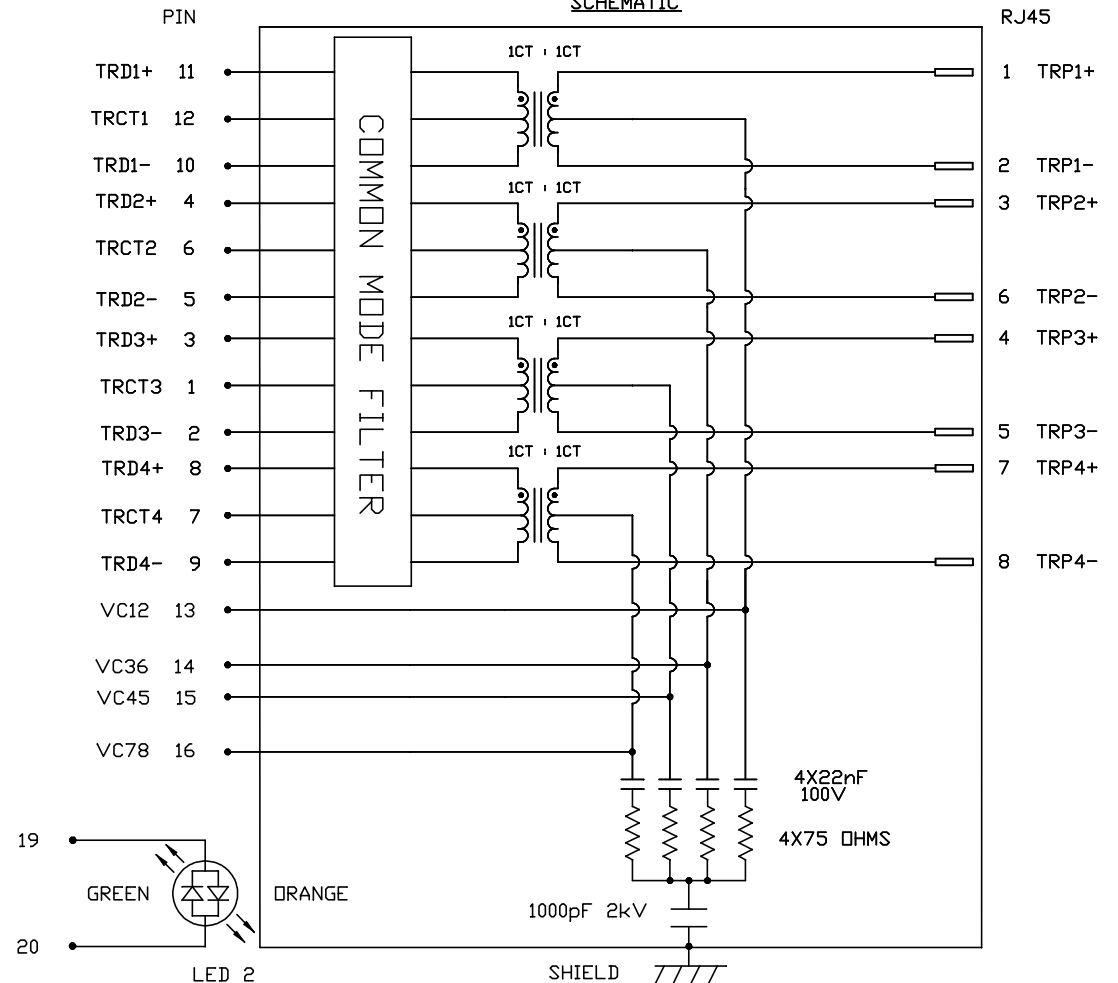 SCHEMATIC
PIN RJ45
1CT : 1CT
TRD1+ 11 1 TRP1+
TRCT1 12
TRD1- 10 2 TRP1-
1CT : 1CT
TRD2+ 4 3 TRP2+
TRCT2 6
TRD2- 5 6 TRP2-
1CT : 1CT
TRD3+ 3 4 TRP3+
TRCT3 1
TRD3- 2 5 TRP3-
1CT : 1CT
TRD4+ 8 7 TRP4+
TRCT4 7
TRD4- 9 8 TRP4-
COMMON MODE FILTER
VC12 13
VC36 14
VC45 15
VC78 16
4X22nF
100V
4X75 OHMS
19
GREEN ORANGE
1000pF 2kV
20
LED 2
SHIELD